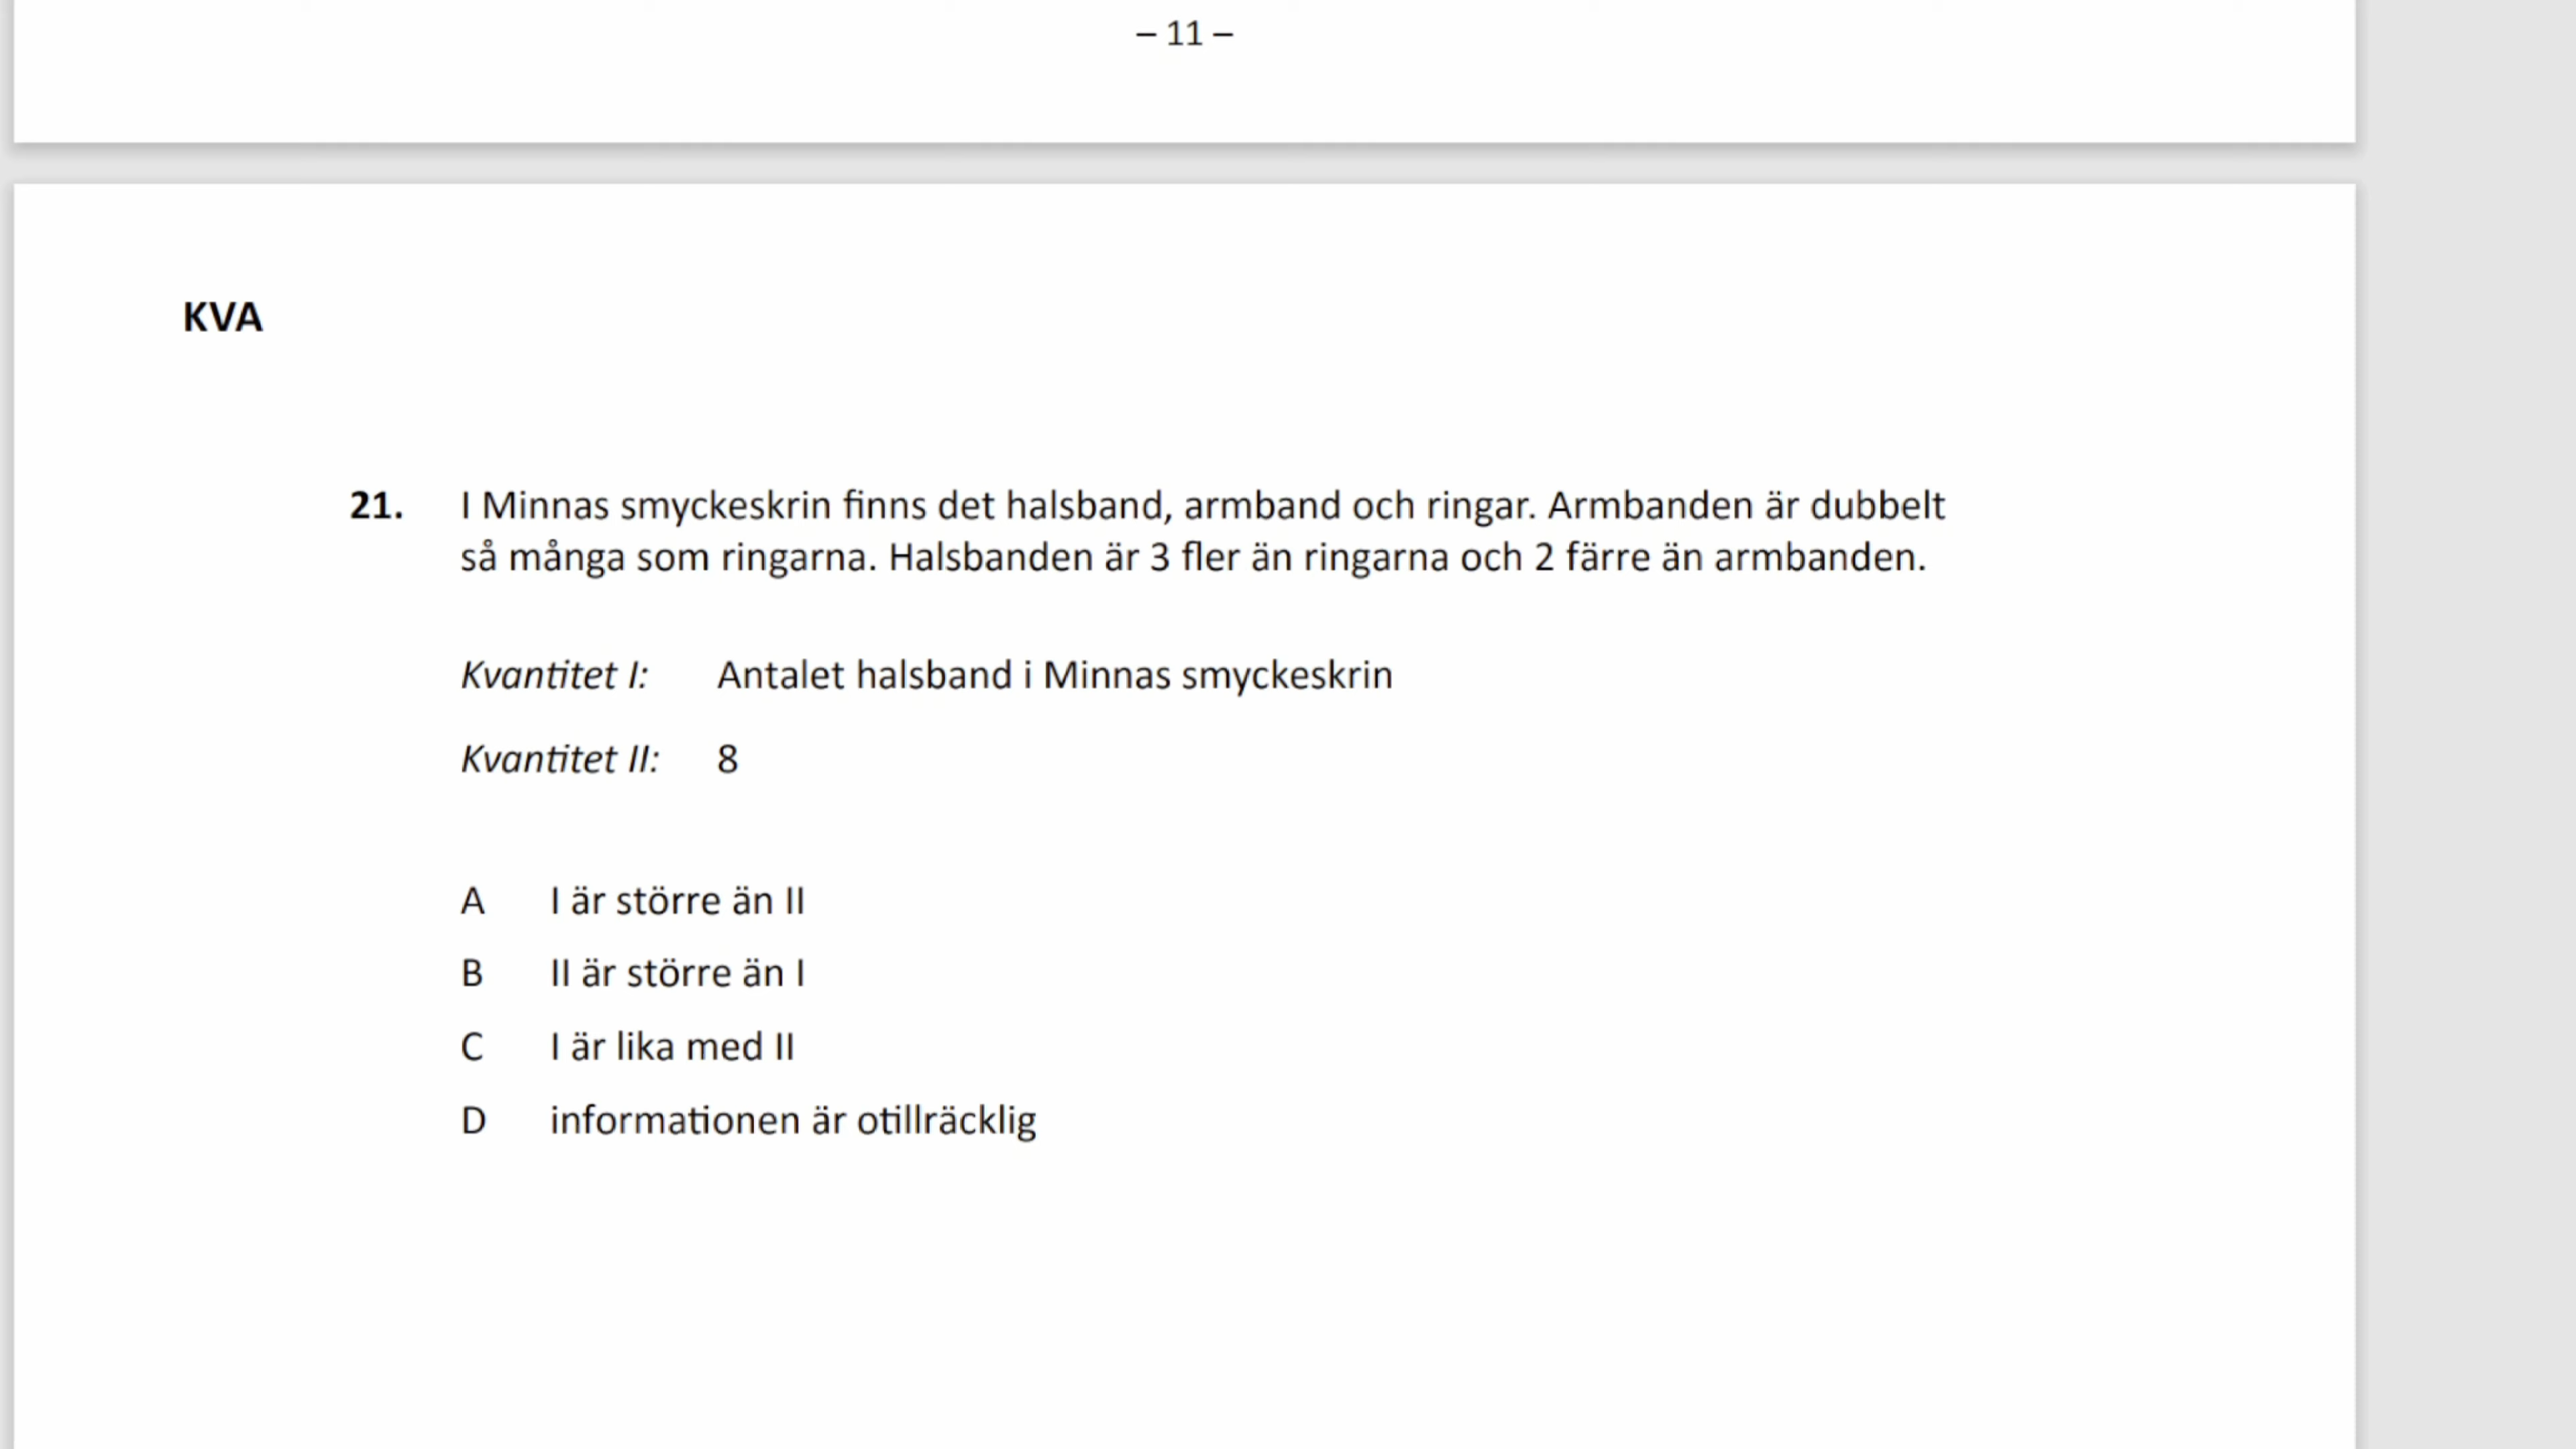 – 11 –
KVA
21. I Minnas smyckeskrin finns det halsband, armband och ringar. Armbanden är dubbelt
så många som ringarna. Halsbanden är 3 fler än ringarna och 2 färre än armbanden.
Kvantitet I: Antalet halsband i Minnas smyckeskrin
Kvantitet II: 8
A I är större än II
B II är större än I
C I är lika med II
D informationen är otillräcklig